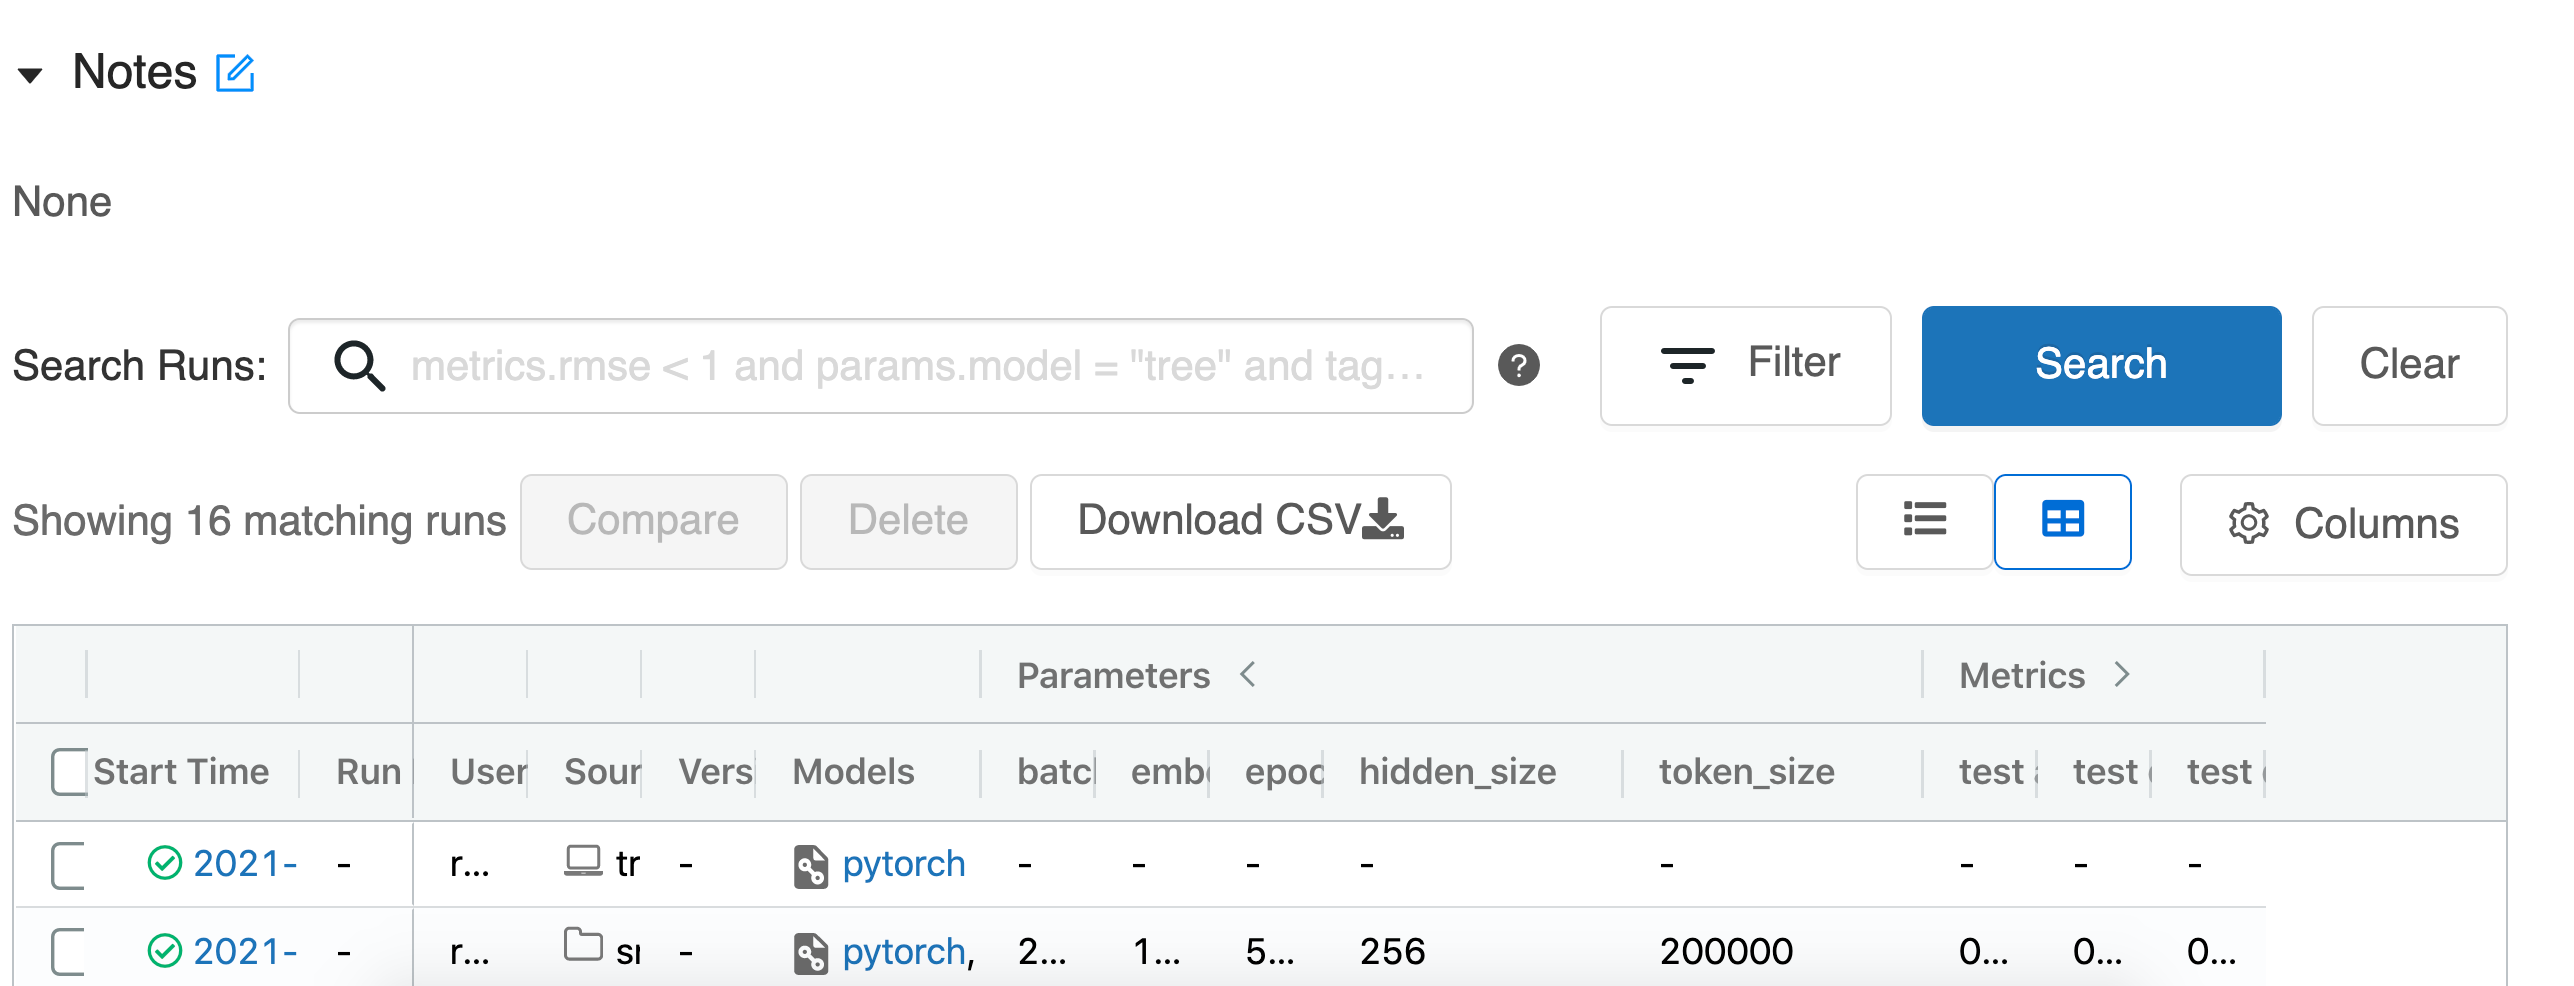 Notes
None
Search Runs: metrics.rmse < 1 and params.model = "tree" and tag... ? Filter Search Clear
Showing 16 matching runs Compare Delete Download CSV Columns
Parameters < Metrics >
Start Time Run User Sour Vers Models batc emb epoc hidden_size token_size test test test
2021- - r... tr - pytorch - - - - - - - -
2021- - r... sr - pytorch, 2... 1... 5... 256 200000 0... 0... 0...